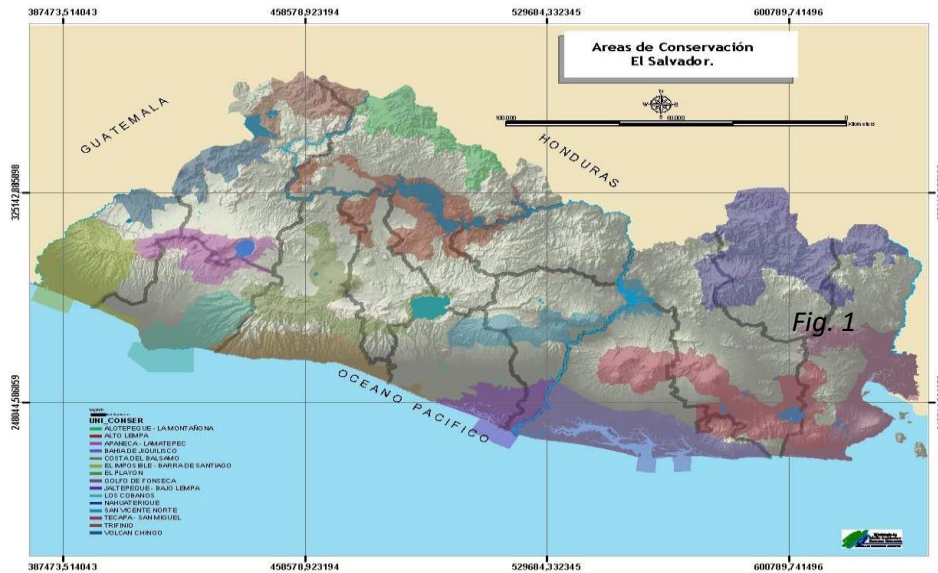 387473,514043 458578,923194 529684,332345 600789,741496
Areas de Conservación
El Salvador.
GUATEMALA
HONDURAS
325142,885898
Fig. 1
OCEANO PACIFICO
UNI_CONSER
ALOTEPEQUE - LA MONTAÑONA
ALTO LEMPA
APANECA - LAMATEPEC
BAHIA DE JIQUILISCO
COSTA DEL BALSAMO
EL IMPOSIBLE - BARRA DE SANTIAGO
EL PLAYON
GOLFO DE FONSECA
JALTEPEQUE - BAJO LEMPA
LOS COBANOS
NAHUATERIQUE
SAN VICENTE NORTE
TECAPA - SAN MIGUEL
TRIFINIO
VOLCAN CHINGO
387473,514043 458578,923194 529684,332345 600789,741496